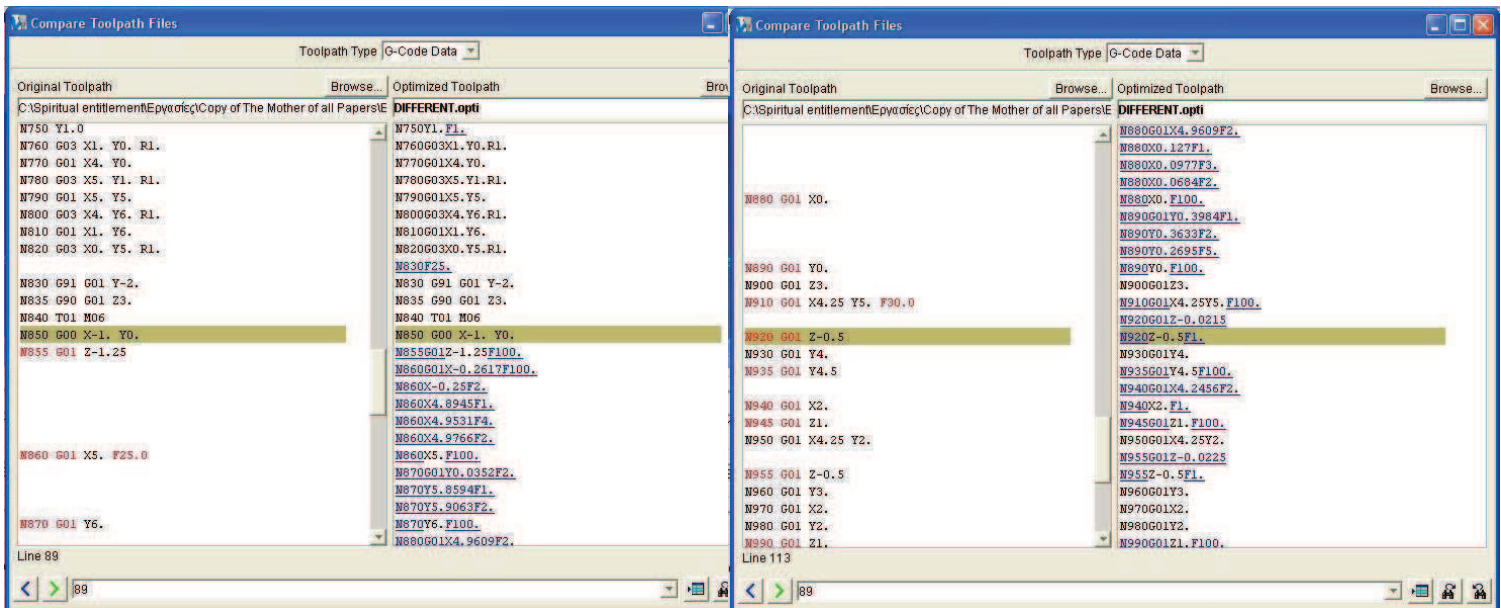 Compare Toolpath Files
Toolpath Type G-Code Data
Original Toolpath Browse... Optimized Toolpath Brov
C:\Spiritual entitlement\Εργασίες\Copy of The Mother of all Papers\E DIFFERENT.opti
N750 Y1.0 N750Y1.F1.
N760 G03 X1. Y0. R1. N760G03X1.Y0.R1.
N770 G01 X4. Y0. N770G01X4.Y0.
N780 G03 X5. Y1. R1. N780G03X5.Y1.R1.
N790 G01 X5. Y5. N790G01X5.Y5.
N800 G03 X4. Y6. R1. N800G03X4.Y6.R1.
N810 G01 X1. Y6. N810G01X1.Y6.
N820 G03 X0. Y5. R1. N820G03X0.Y5.R1.
N830F25.
N830 G91 G01 Y-2. N830 G91 G01 Y-2.
N835 G90 G01 Z3. N835 G90 G01 Z3.
N840 T01 M06 N840 T01 M06
N850 G00 X-1. Y0. N850 G00 X-1. Y0.
N855 G01 Z-1.25 N855G01Z-1.25F100.
N860G01X-0.2617F100.
N860X-0.25F2.
N860X4.8945F1.
N860X4.9531F4.
N860X4.9766F2.
N860 G01 X5. F25.0 N860X5.F100.
N870G01Y0.0352F2.
N870Y5.8594F1.
N870Y5.9063F2.
N870 G01 Y6. N870Y6.F100.
N880G01X4.9609F2.
Line 89
89
Compare Toolpath Files
Toolpath Type G-Code Data
Original Toolpath Browse... Optimized Toolpath Browse...
C:\Spiritual entitlement\Εργασίες\Copy of The Mother of all Papers\E DIFFERENT.opti
N880G01X4.9609F2.
N880X0.127F1.
N880X0.0977F3.
N880X0.0684F2.
N880 G01 X0. N880X0.F100.
N890G01Y0.3984F1.
N890Y0.3633F2.
N890Y0.2695F5.
N890 G01 Y0. N890Y0.F100.
N900 G01 Z3. N900G01Z3.
N910 G01 X4.25 Y5. F30.0 N910G01X4.25Y5.F100.
N920G01Z-0.0215
N920 G01 Z-0.5 N920Z-0.5F1.
N930 G01 Y4. N930G01Y4.
N935 G01 Y4.5 N935G01Y4.5F100.
N940G01X4.2456F2.
N940 G01 X2. N940X2.F1.
N945 G01 Z1. N945G01Z1.F100.
N950 G01 X4.25 Y2. N950G01X4.25Y2.
N955G01Z-0.0225
N955 G01 Z-0.5 N955Z-0.5F1.
N960 G01 Y3. N960G01Y3.
N970 G01 X2. N970G01X2.
N980 G01 Y2. N980G01Y2.
N990 G01 Z1. N990G01Z1.F100.
Line 113
89